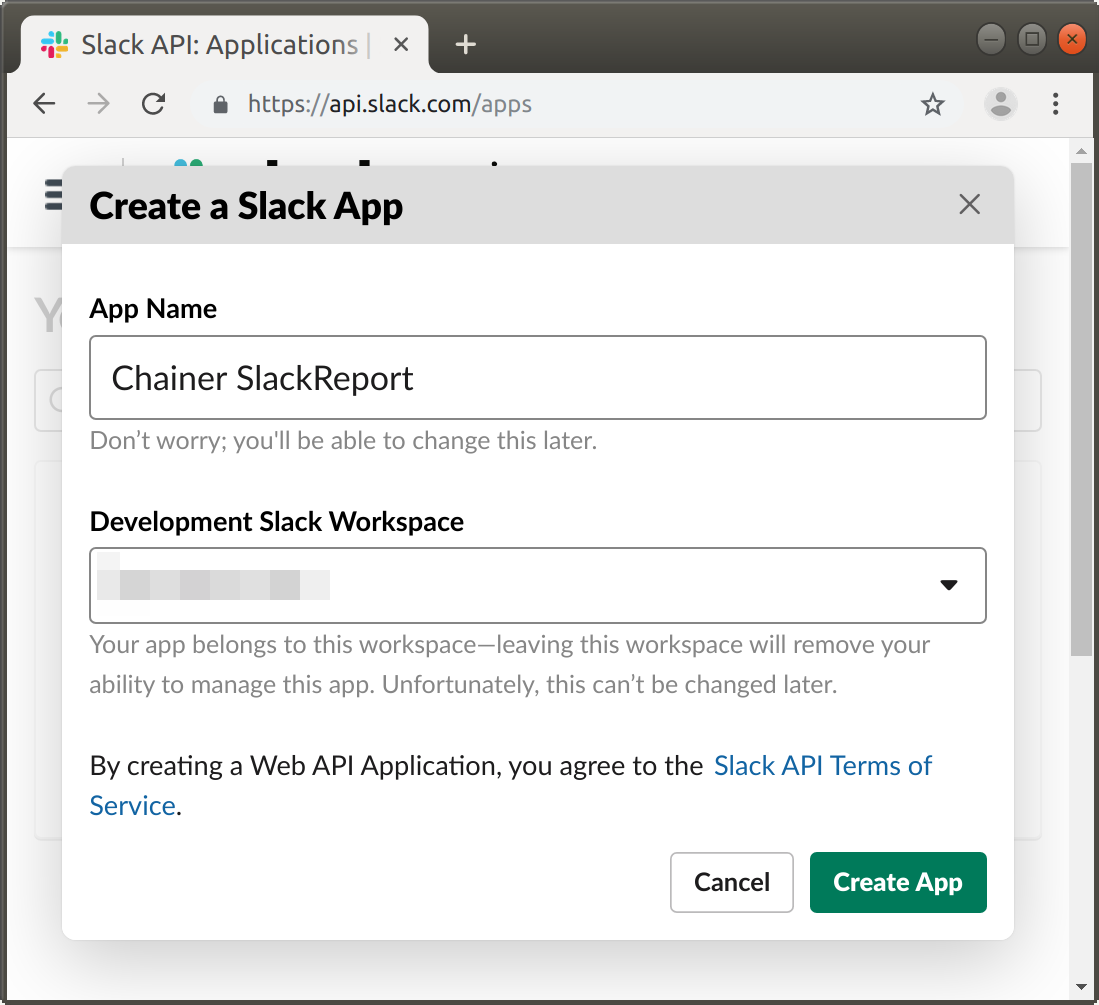 Slack API: Applications |
https://api.slack.com/apps
Create a Slack App
App Name
Chainer SlackReport
Don’t worry; you'll be able to change this later.
Development Slack Workspace
Your app belongs to this workspace—leaving this workspace will remove your
ability to manage this app. Unfortunately, this can’t be changed later.
By creating a Web API Application, you agree to the Slack API Terms of
Service.
Cancel
Create App